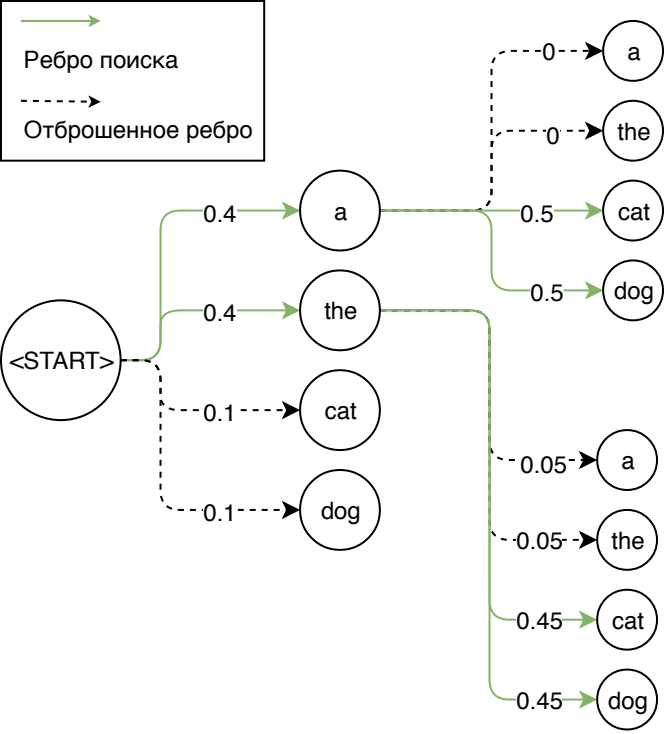 Ребро поиска
Отброшенное ребро
<START>
0.4
a
0.4
the
0.1
cat
0.1
dog
0
a
0
the
0.5
cat
0.5
dog
0.05
a
0.05
the
0.45
cat
0.45
dog